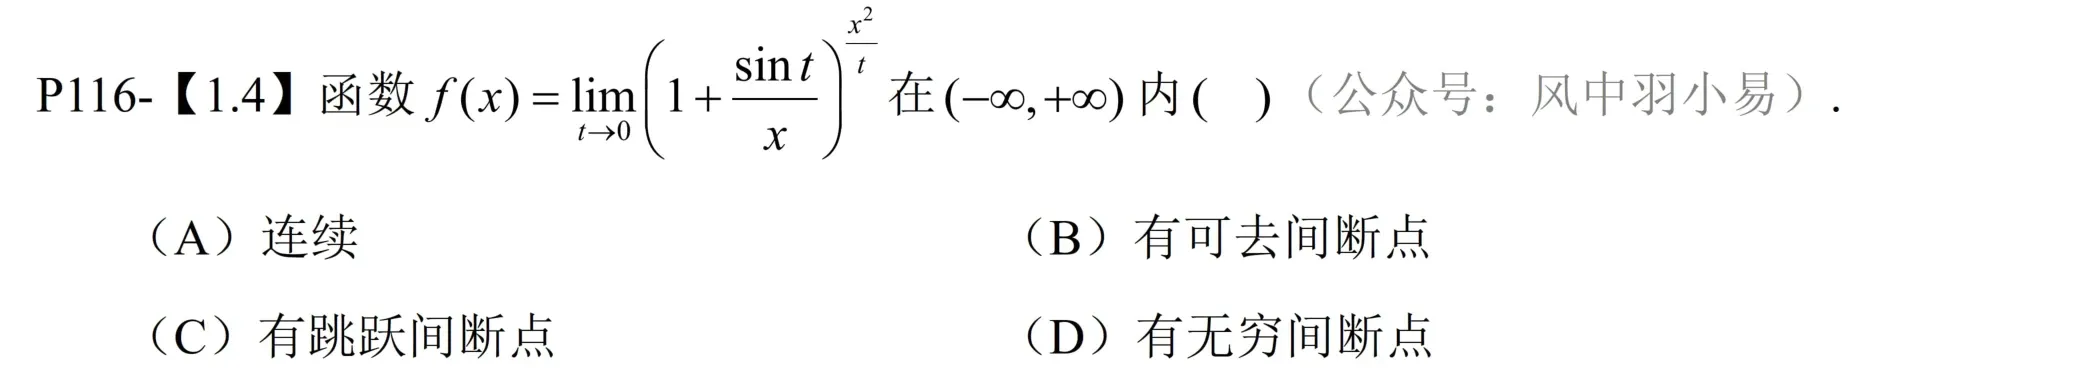 P116-【1.4】函数 $f(x)=\lim_{t\to 0}\left(1+\frac{\sin t}{x}\right)^{\frac{x^2}{t}}$ 在 $(-\infty,+\infty)$ 内 (  )（公众号：风中羽小易）.
（A）连续 （B）有可去间断点
（C）有跳跃间断点 （D）有无穷间断点